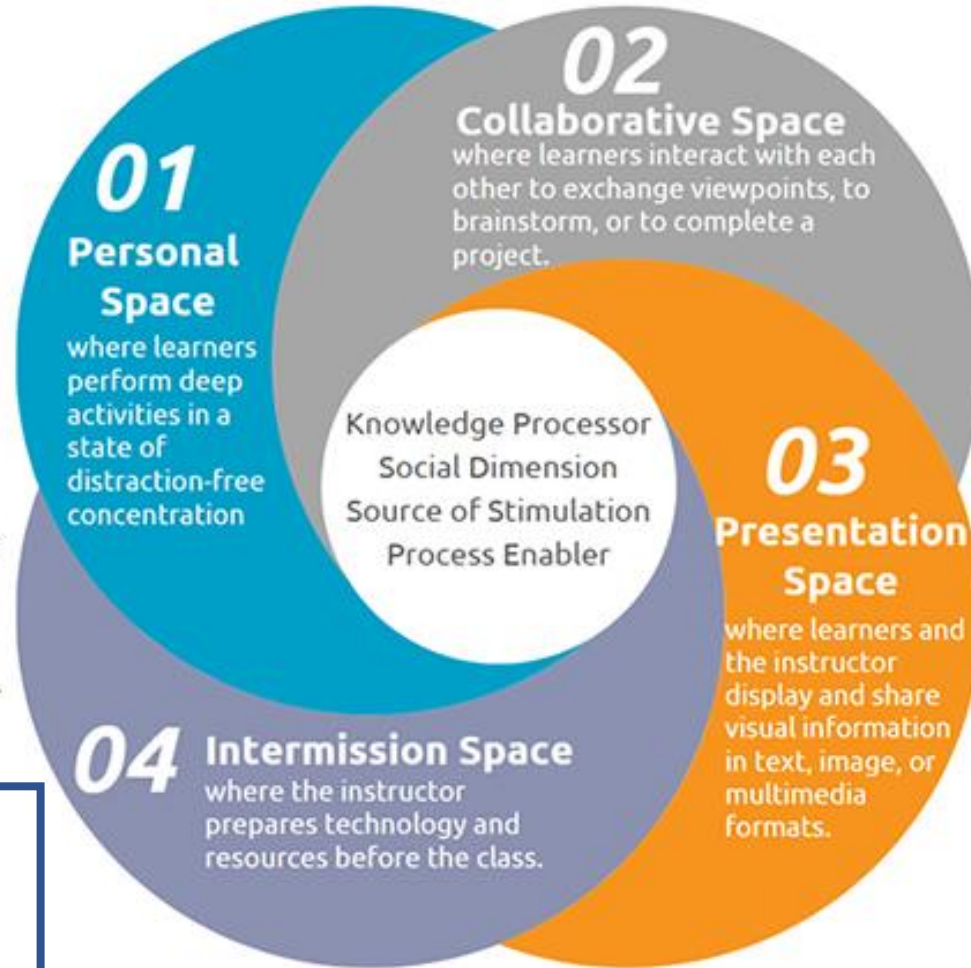 01
Personal
Space
where learners
perform deep
activities in a
state of
distraction-free
concentration
02
Collaborative Space
where learners interact with each
other to exchange viewpoints, to
brainstorm, or to complete a
project.
Knowledge Processor
Social Dimension
Source of Stimulation
Process Enabler
03
Presentation
Space
where learners and
the instructor
display and share
visual information
in text, image, or
multimedia
formats.
04
Intermission Space
where the instructor
prepares technology and
resources before the class.